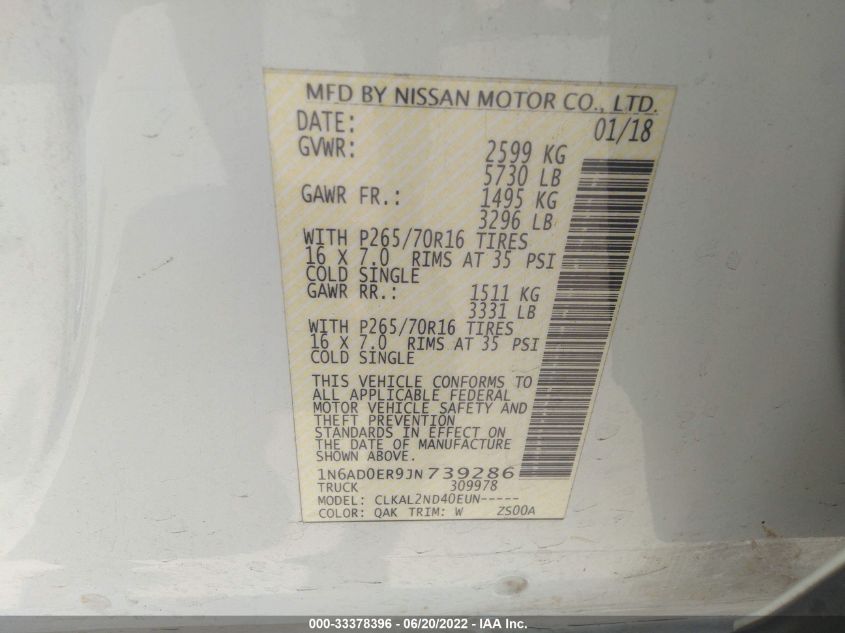 MFD BY NISSAN MOTOR CO., LTD.
DATE: 01/18
GVWR: 2599 KG
5730 LB
GAWR FR.: 1495 KG
3296 LB
WITH P265/70R16 TIRES
16 X 7.0 RIMS AT 35 PSI
COLD SINGLE
GAWR RR.: 1511 KG
3331 LB
WITH P265/70R16 TIRES
16 X 7.0 RIMS AT 35 PSI
COLD SINGLE
THIS VEHICLE CONFORMS TO
ALL APPLICABLE FEDERAL
MOTOR VEHICLE SAFETY AND
THEFT PREVENTION
STANDARDS IN EFFECT ON
THE DATE OF MANUFACTURE
SHOWN ABOVE.
1N6AD0ER9JN739286
TRUCK 309978
MODEL: CLKAL2ND40EUN-----
COLOR: QAK TRIM: W ZS00A
000-33378396 - 06/20/2022 - IAAI.com